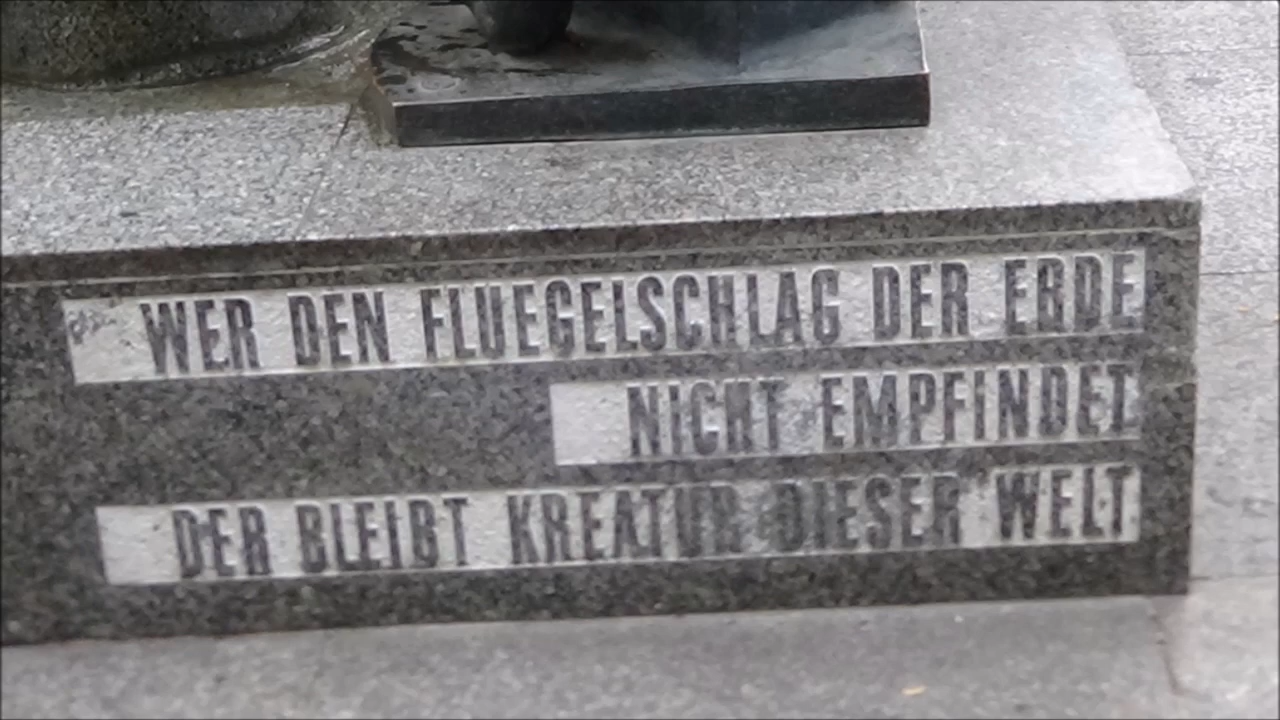 WER DEN FLUEGELSCHLAG DER ERDE
NICHT EMPFINDET
DER BLEIBT KREATUR DIESER WELT